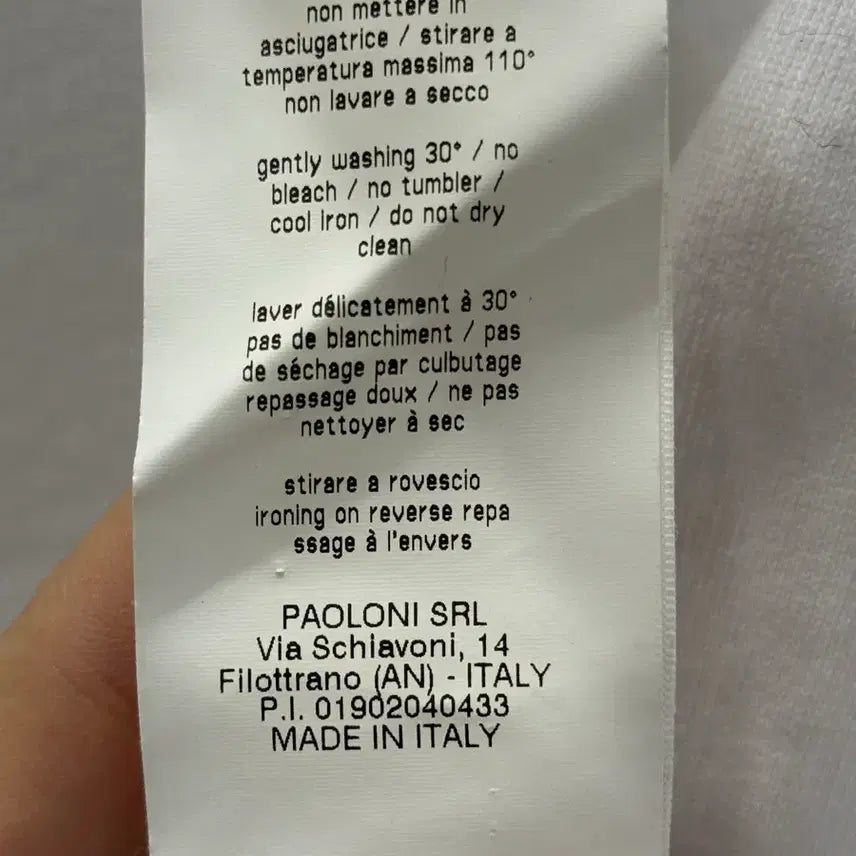 non mettere in
asciugatrice / stirare a
temperatura massima 110°
non lavare a secco
gently washing 30° / no
bleach / no tumbler /
cool iron / do not dry
clean
laver délicatement à 30°
pas de blanchiment / pas
de séchage par culbutage
repassage doux / ne pas
nettoyer à sec
stirare a rovescio
ironing on reverse repa
ssage à l'envers
PAOLONI SRL
Via Schiavoni, 14
Filottrano (AN) - ITALY
P.I. 01902040433
MADE IN ITALY